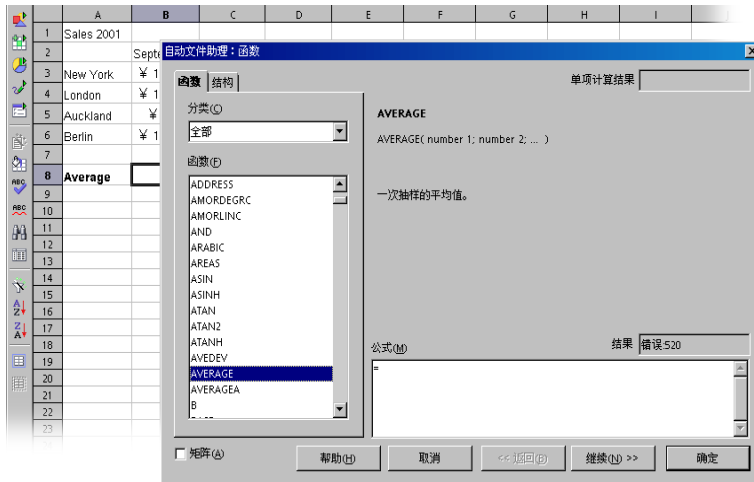 A B C D E F G H I
1 Sales 2001
2 Septe
3 New York ¥ 1
4 London ¥ 1
5 Auckland ¥
6 Berlin ¥ 1
7
8 Average
9
10
11
12
13
14
15
16
17
18
19
20
21
22
23
自动文件助理：函数
函数 结构
单项计算结果
分类(C)
全部
函数(F)
ADDRESS
AMORDEGRC
AMORLINC
AND
ARABIC
AREAS
ASIN
ASINH
ATAN
ATAN2
ATANH
AVEDEV
AVERAGE
AVERAGEA
B
AVERAGE
AVERAGE( number 1; number 2; ... )
一次抽样的平均值。
公式(M)
结果 错误:520
=
矩阵(A)
帮助(H) 取消 << 返回(B) 继续(N) >> 确定